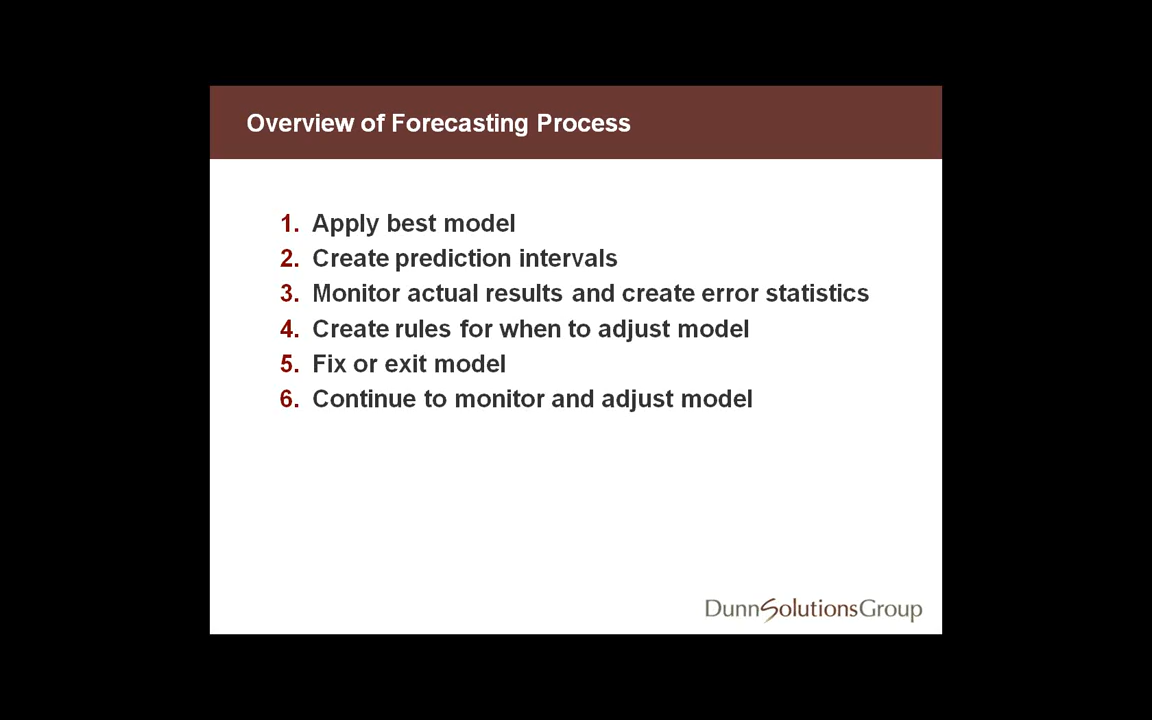 Overview of Forecasting Process
1. Apply best model
2. Create prediction intervals
3. Monitor actual results and create error statistics
4. Create rules for when to adjust model
5. Fix or exit model
6. Continue to monitor and adjust model
DunnSolutionsGroup